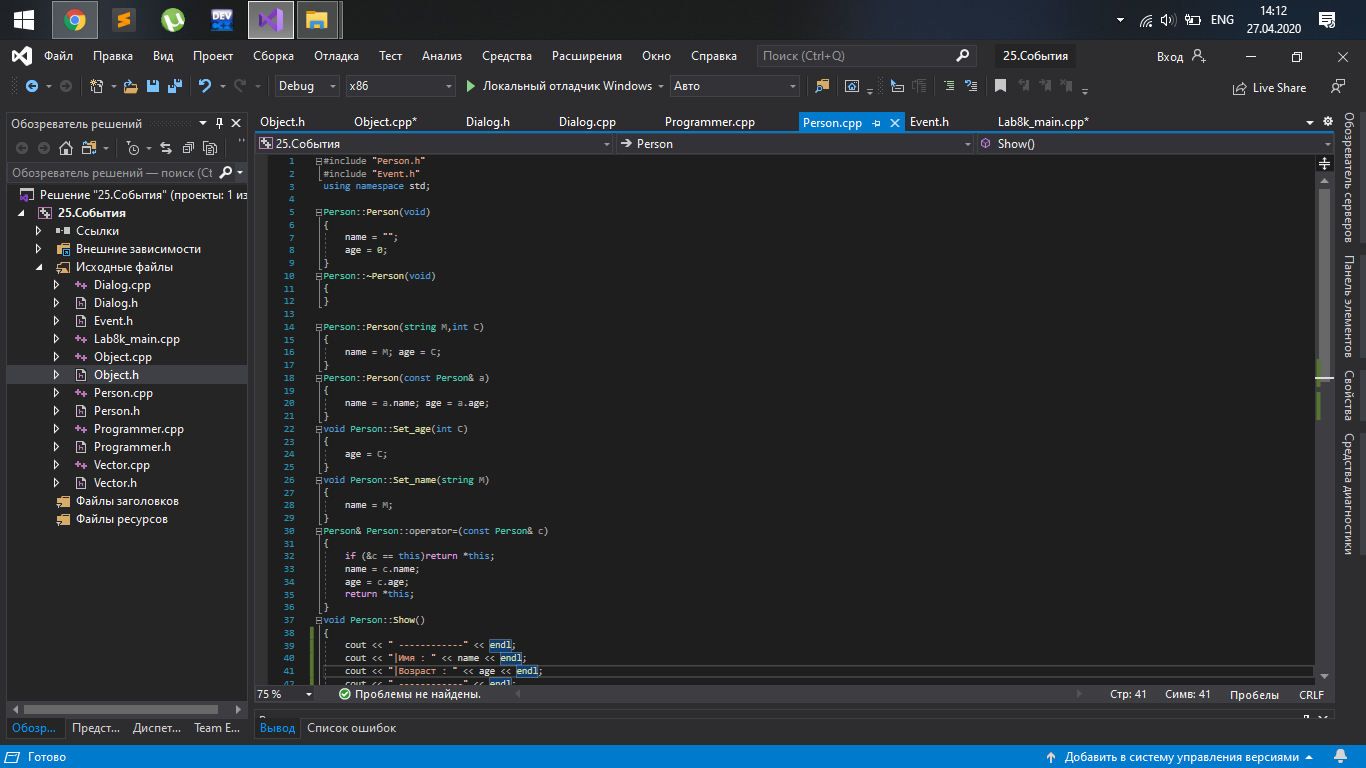 DEV
ENG
14:12
27.04.2020
Файл Правка Вид Проект Сборка Отладка Тест Анализ Средства Расширения Окно Справка Поиск (Ctrl+Q) 25.События Вход
Debug x86 Локальный отладчик Windows Авто Live Share
Обозреватель решений
Обозреватель решений — поиск (Ct
Решение "25.События" (проекты: 1 из
25.События
Ссылки
Внешние зависимости
Исходные файлы
Dialog.cpp
Dialog.h
Event.h
Lab8k_main.cpp
Object.cpp
Object.h
Person.cpp
Person.h
Programmer.cpp
Programmer.h
Vector.cpp
Vector.h
Файлы заголовков
Файлы ресурсов
Обозр... Предст... Диспет... Team E...
Object.h Object.cpp* Dialog.h Dialog.cpp Programmer.cpp Person.cpp Event.h Lab8k_main.cpp*
25.События Person Show()
1 #include "Person.h"
2 #include "Event.h"
3 using namespace std;
4
5 Person::Person(void)
6 {
7 name = "";
8 age = 0;
9 }
10 Person::~Person(void)
11 {
12 }
13
14 Person::Person(string M,int C)
15 {
16 name = M; age = C;
17 }
18 Person::Person(const Person& a)
19 {
20 name = a.name; age = a.age;
21 }
22 void Person::Set_age(int C)
23 {
24 age = C;
25 }
26 void Person::Set_name(string M)
27 {
28 name = M;
29 }
30 Person& Person::operator=(const Person& c)
31 {
32 if (&c == this)return *this;
33 name = c.name;
34 age = c.age;
35 return *this;
36 }
37 void Person::Show()
38 {
39 cout << " ------------" << endl;
40 cout << "|Имя : " << name << endl;
41 cout << "|Возраст : " << age << endl;
42 cout << " ------------" << endl;
75 % Проблемы не найдены. Стр: 41 Симв: 41 Пробелы CRLF
Вывод Список ошибок
Обозреватель серверов
Панель элементов
Свойства
Средства диагностики
Готово Добавить в систему управления версиями